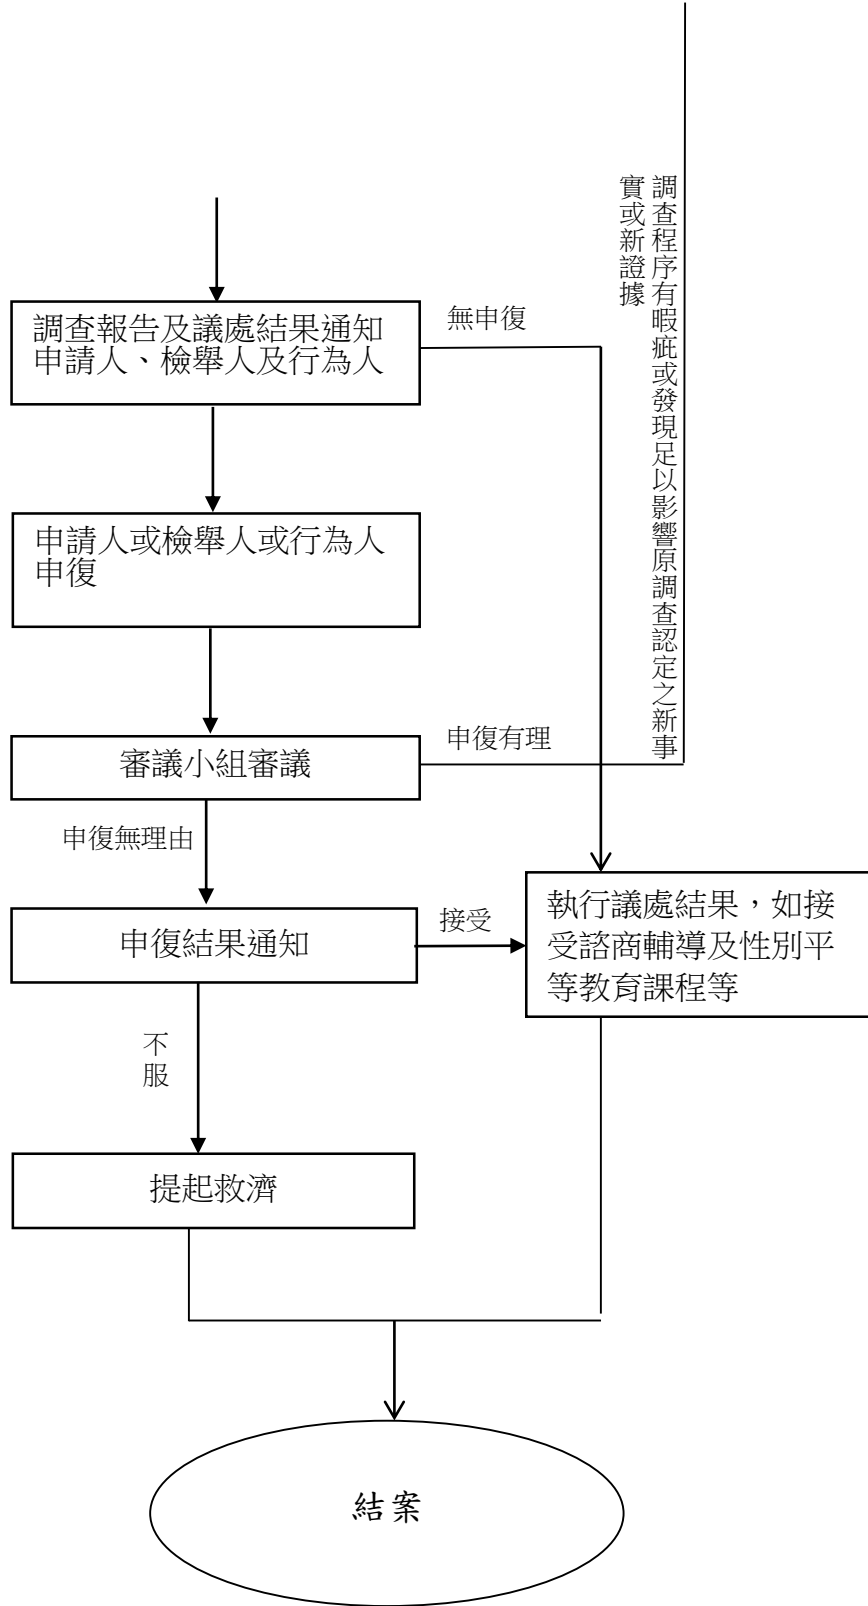 調查程序有暇疵或發現足以影響原調查認定之新事
實或新證據
調查報告及議處結果通知
申請人、檢舉人及行為人
無申復
申請人或檢舉人或行為人
申復
審議小組審議
申復有理
申復無理由
申復結果通知
接受
執行議處結果，如接
受諮商輔導及性別平
等教育課程等
不服
提起救濟
結案